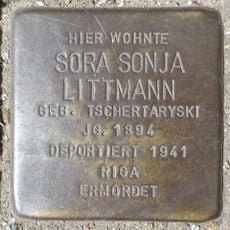 HIER WOHNTE
SORA SONJA
LITTMANN
GEB. TSCHERTARYSKI
JG. 1894
DEPORTIERT 1941
RIGA
ERMORDET